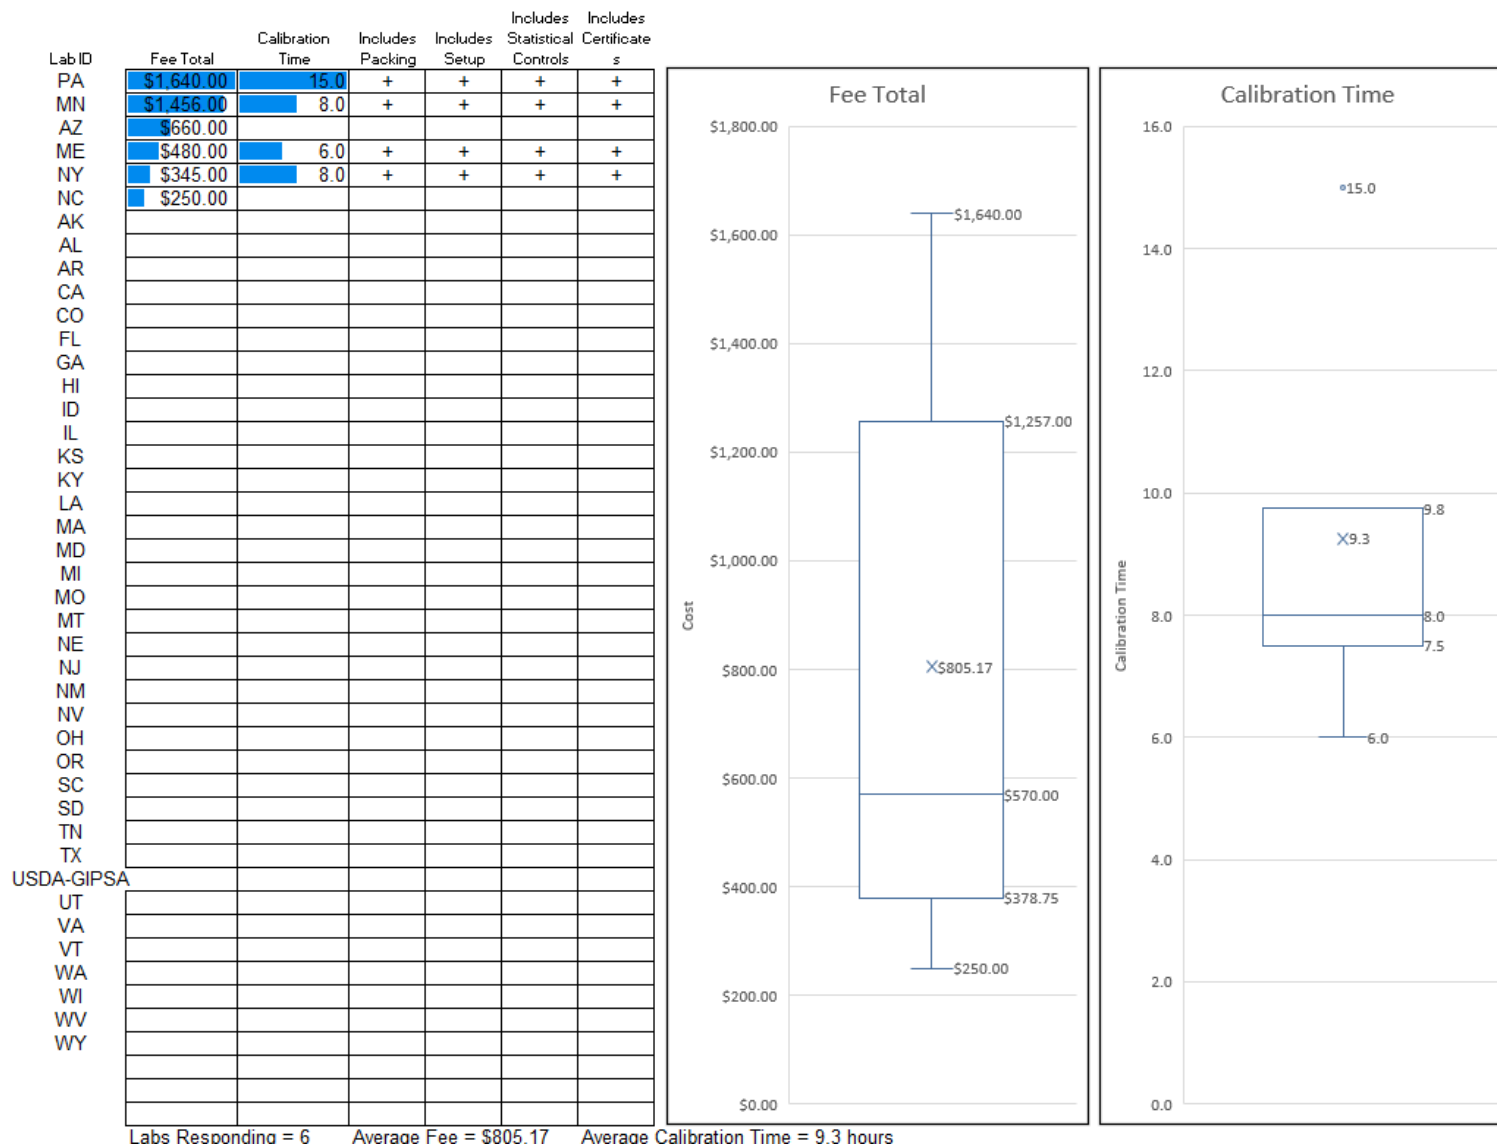 Includes Includes
Calibration Includes Includes Statistical Certificate
Lab ID Fee Total Time Packing Setup Controls s
PA $1,640.00 15.0 + + + +
MN $1,456.00 8.0 + + + +
AZ $660.00
ME $480.00 6.0 + + + +
NY $345.00 8.0 + + + +
NC $250.00
AK
AL
AR
CA
CO
FL
GA
HI
ID
IL
KS
KY
LA
MA
MD
MI
MO
MT
NE
NJ
NM
NV
OH
OR
SC
SD
TN
TX
USDA-GIPSA
UT
VA
VT
WA
WI
WV
WY
Labs Responding = 6 Average Fee = $805.17 Average Calibration Time = 9.3 hours
Fee Total
Cost
$1,800.00
$1,600.00
$1,400.00
$1,200.00
$1,000.00
$800.00
$600.00
$400.00
$200.00
$0.00
$1,640.00
$1,257.00
$805.17
$570.00
$378.75
$250.00
Calibration Time
Calibration Time
16.0
14.0
12.0
10.0
8.0
6.0
4.0
2.0
0.0
15.0
9.8
9.3
8.0
7.5
6.0